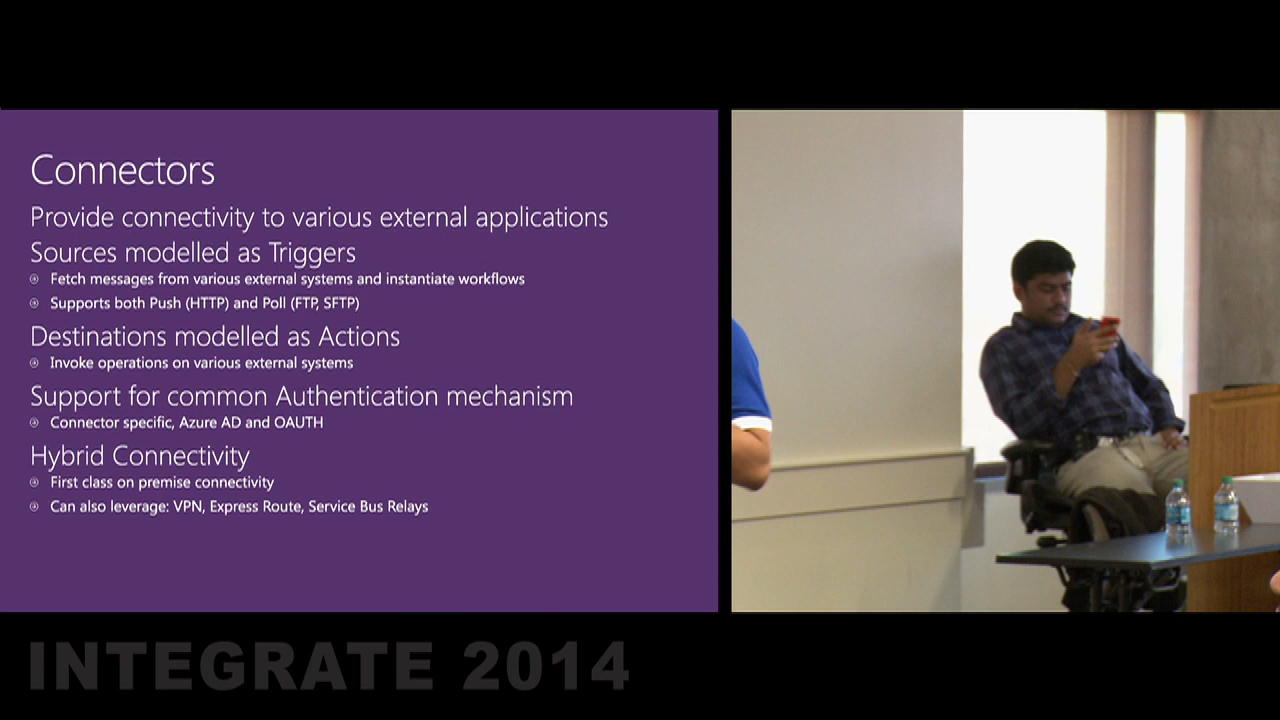 Connectors
Provide connectivity to various external applications
Sources modelled as Triggers
Fetch messages from various external systems and instantiate workflows
Supports both Push (HTTP) and Poll (FTP, SFTP)
Destinations modelled as Actions
Invoke operations on various external systems
Support for common Authentication mechanism
Connector specific, Azure AD and OAUTH
Hybrid Connectivity
First class on premise connectivity
Can also leverage: VPN, Express Route, Service Bus Relays
INTEGRATE 2014